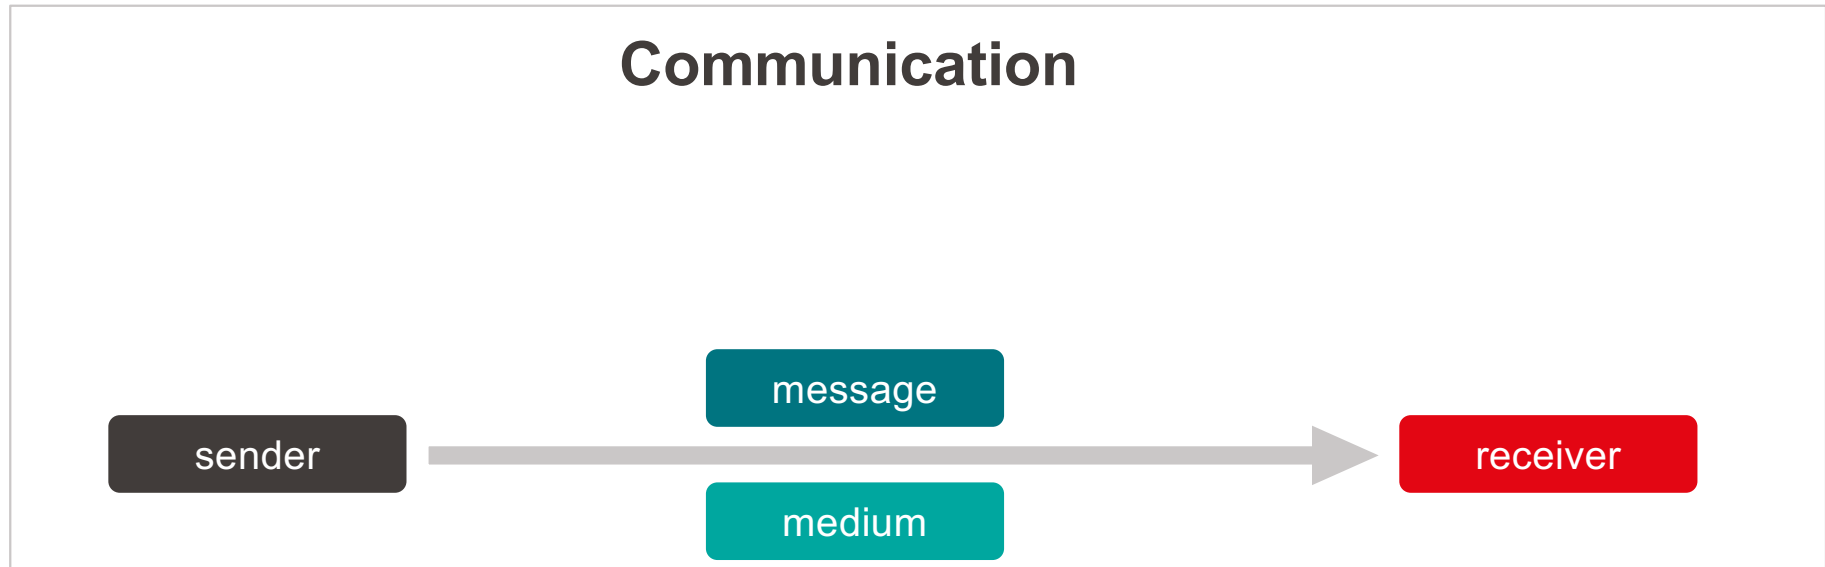 Communication
message
sender
receiver
medium